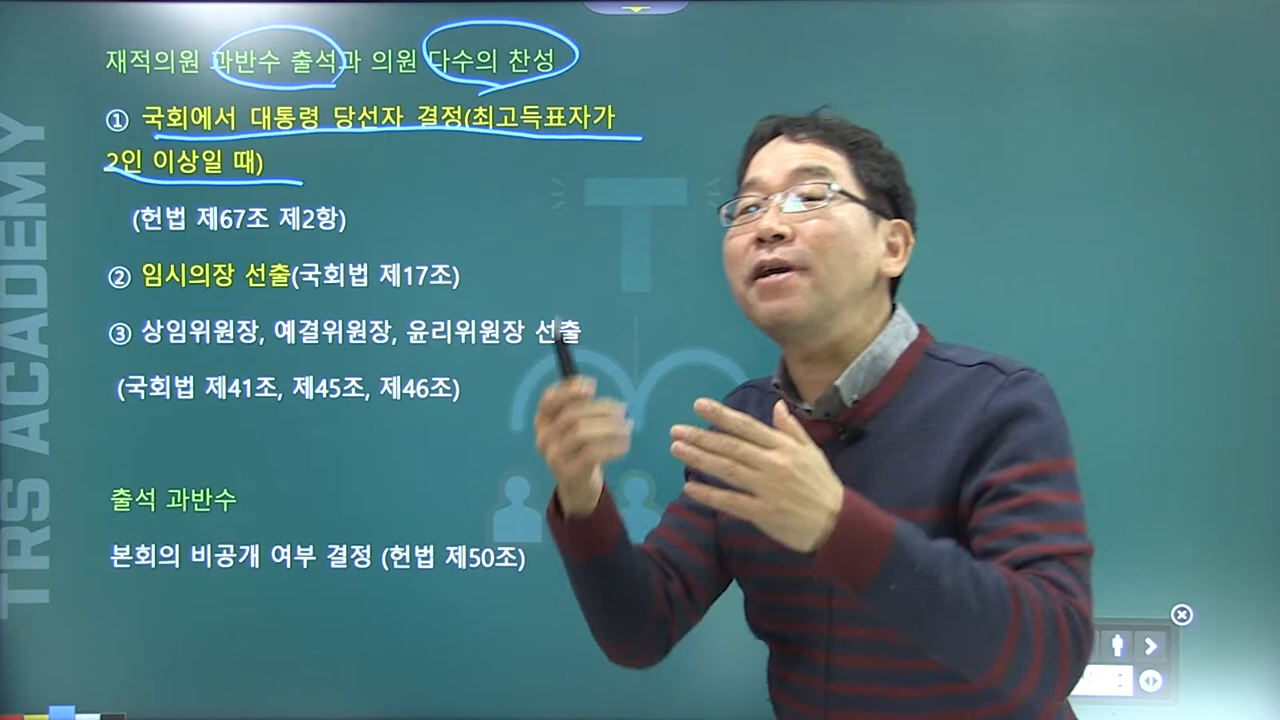 재적의원 과반수 출석과 의원 다수의 찬성
① 국회에서 대통령 당선자 결정(최고득표자가
2인 이상일 때)
(헌법 제67조 제2항)
② 임시의장 선출(국회법 제17조)
③ 상임위원장, 예결위원장, 윤리위원장 선출
(국회법 제41조, 제45조, 제46조)
출석 과반수
본회의 비공개 여부 결정 (헌법 제50조)
TRS ACADEMY